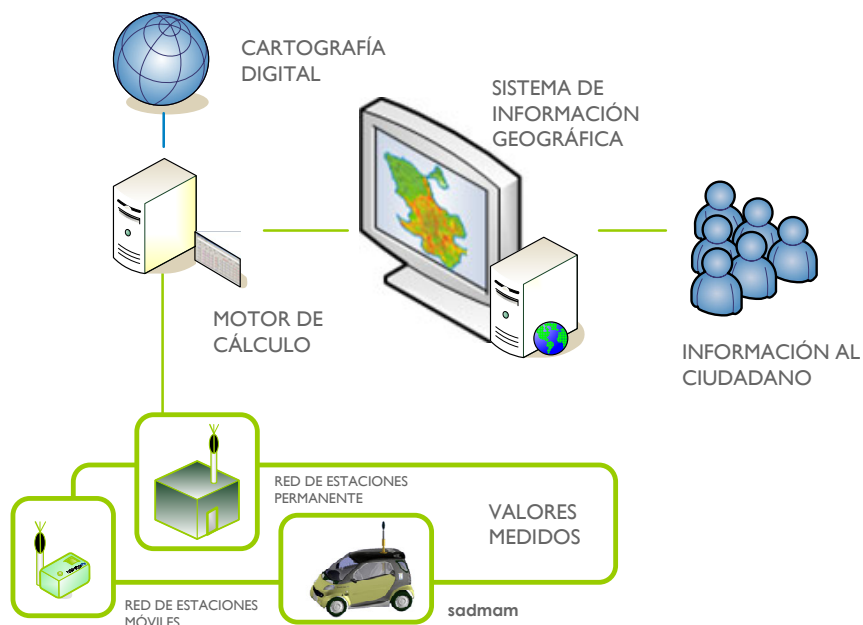 CARTOGRAFÍA
DIGITAL
SISTEMA DE
INFORMACIÓN
GEOGRÁFICA
MOTOR DE
CÁLCULO
INFORMACIÓN AL
CIUDADANO
RED DE ESTACIONES
PERMANENTE
VALORES
MEDIDOS
RED DE ESTACIONES
MÓVILES
sadmam